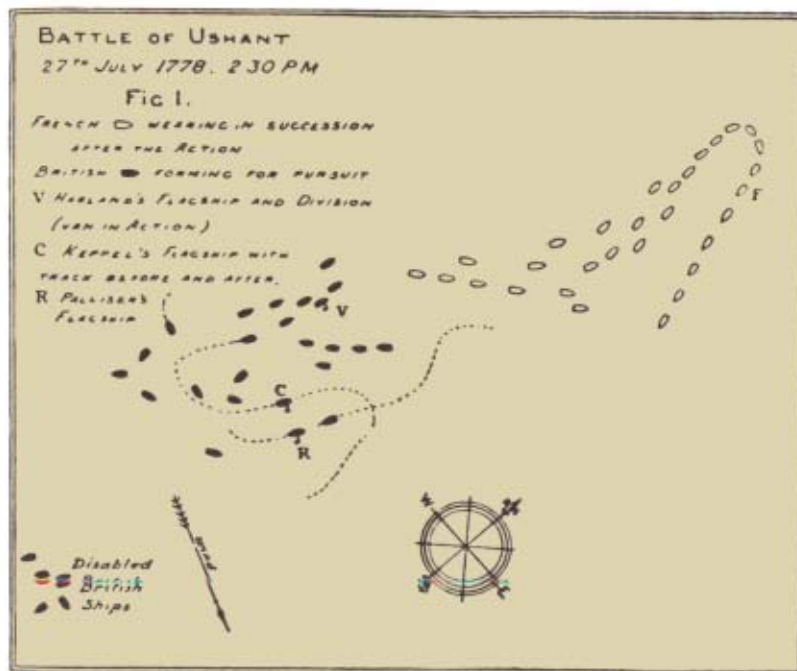 BATTLE OF USHANT
27TH JULY 1778. 2 30 PM
FIG 1.
FRENCH WEARING IN SUCCESSION
AFTER THE ACTION
BRITISH FORMING FOR PURSUIT
V HARLAND'S FLAGSHIP AND DIVISION
(VAN IN ACTION)
C KEPPEL'S FLAGSHIP WITH
TRACK BEFORE AND AFTER.
R PALLISER'S
FLAGSHIP
F
V
C
R
Wind
W
Disabled
British
Ships